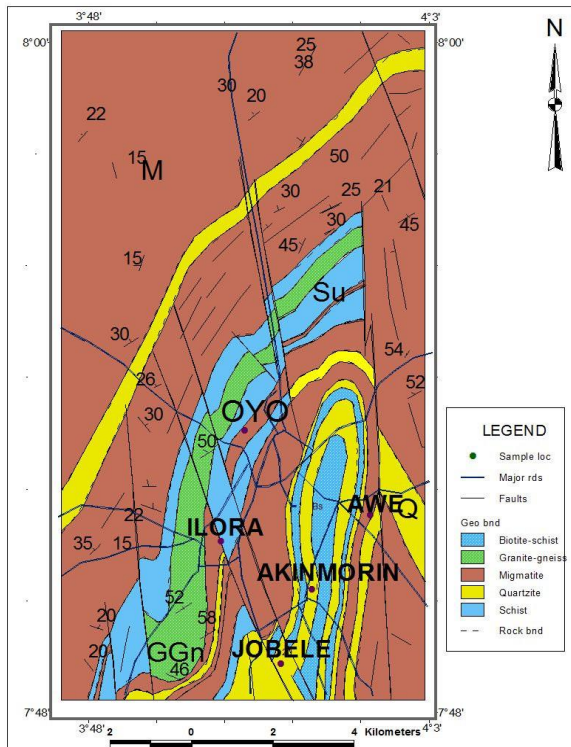 3°48' 4°3'
8°00' 8°00'
N
25
38
30
20
22
15
M
50
30
25
21
30
45
45
15
Su
30
54
26
52
30
OYO
50
Bs
AWE
Q
22
ILORA
35
15
AKINMORIN
52
20
58
GGn
JOBELE
20
46
LEGEND
Sample loc
Major rds
Faults
Geo bnd
Biotite-schist
Granite-gneiss
Migmatite
Quartzite
Schist
Rock bnd
7°48' 7°48'
3°48' 4°3'
2 0 2 4 Kilometers